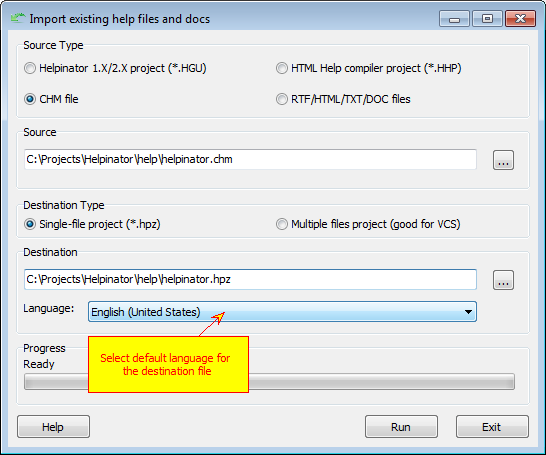 Import existing help files and docs
Source Type
Helpinator 1.X/2.X project (*.HGU)
HTML Help compiler project (*.HHP)
CHM file
RTF/HTML/TXT/DOC files
Source
C:\Projects\Helpinator\help\helpinator.chm
...
Destination Type
Single-file project (*.hpz)
Multiple files project (good for VCS)
Destination
C:\Projects\Helpinator\help\helpinator.hpz
...
Language:
English (United States)
Select default language for
the destination file
Progress
Ready
Help
Run
Exit